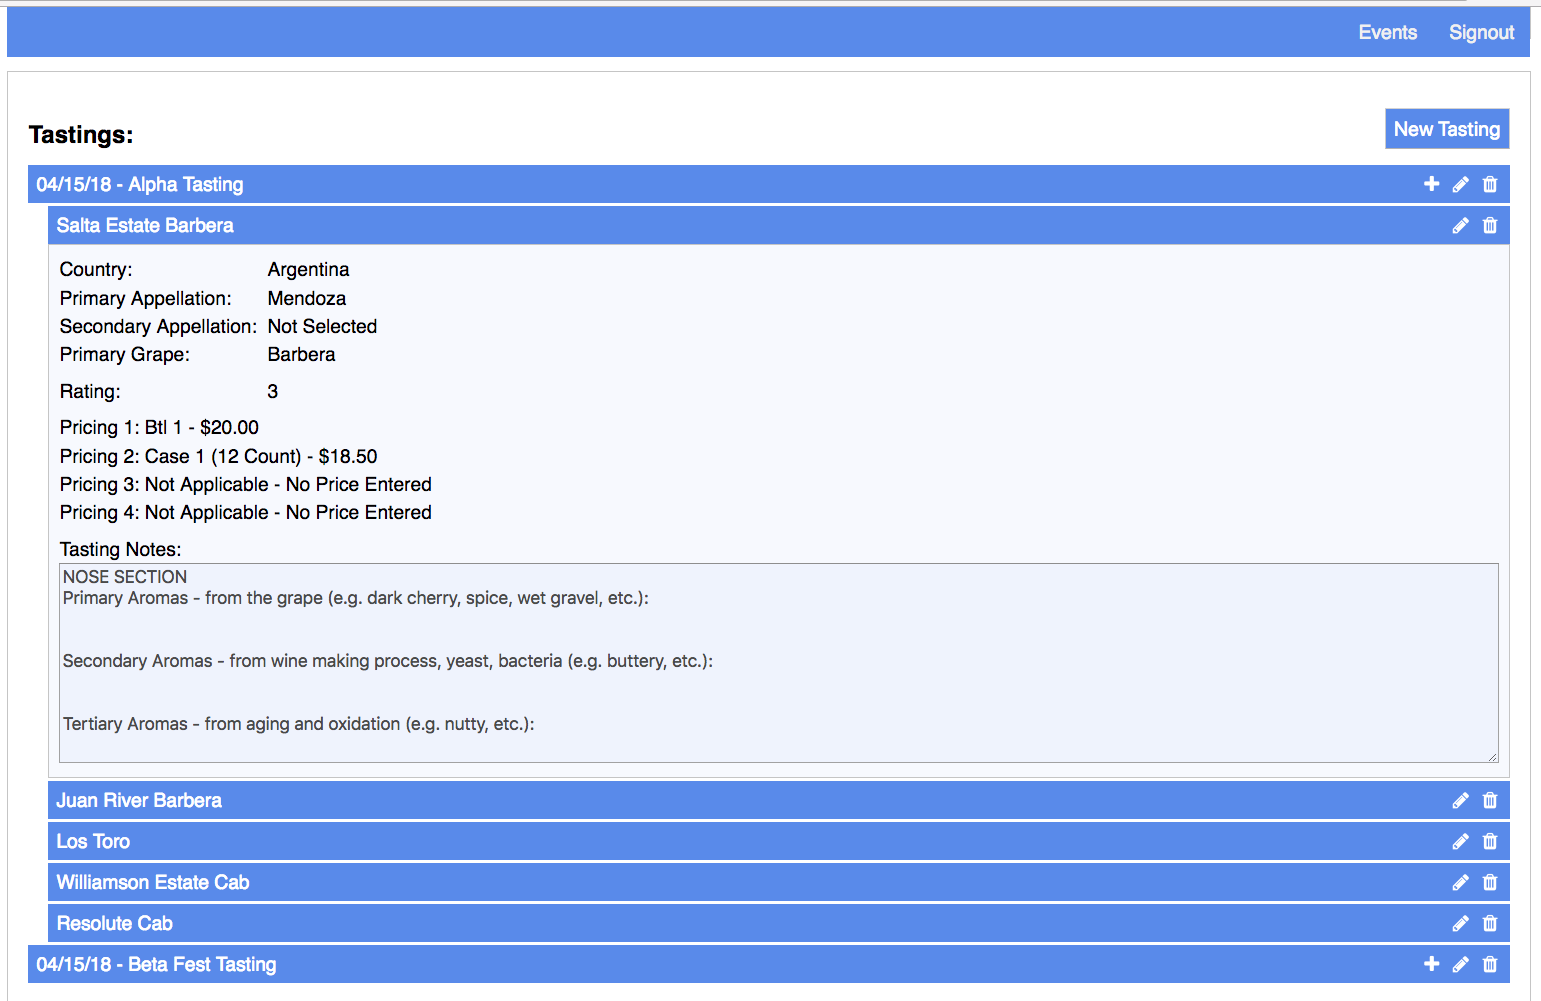 Events Signout
Tastings:
New Tasting
04/15/18 - Alpha Tasting
Salta Estate Barbera
Country: Argentina
Primary Appellation: Mendoza
Secondary Appellation: Not Selected
Primary Grape: Barbera
Rating: 3
Pricing 1: Btl 1 - $20.00
Pricing 2: Case 1 (12 Count) - $18.50
Pricing 3: Not Applicable - No Price Entered
Pricing 4: Not Applicable - No Price Entered
Tasting Notes:
NOSE SECTION
Primary Aromas - from the grape (e.g. dark cherry, spice, wet gravel, etc.):
Secondary Aromas - from wine making process, yeast, bacteria (e.g. buttery, etc.):
Tertiary Aromas - from aging and oxidation (e.g. nutty, etc.):
Juan River Barbera
Los Toro
Williamson Estate Cab
Resolute Cab
04/15/18 - Beta Fest Tasting